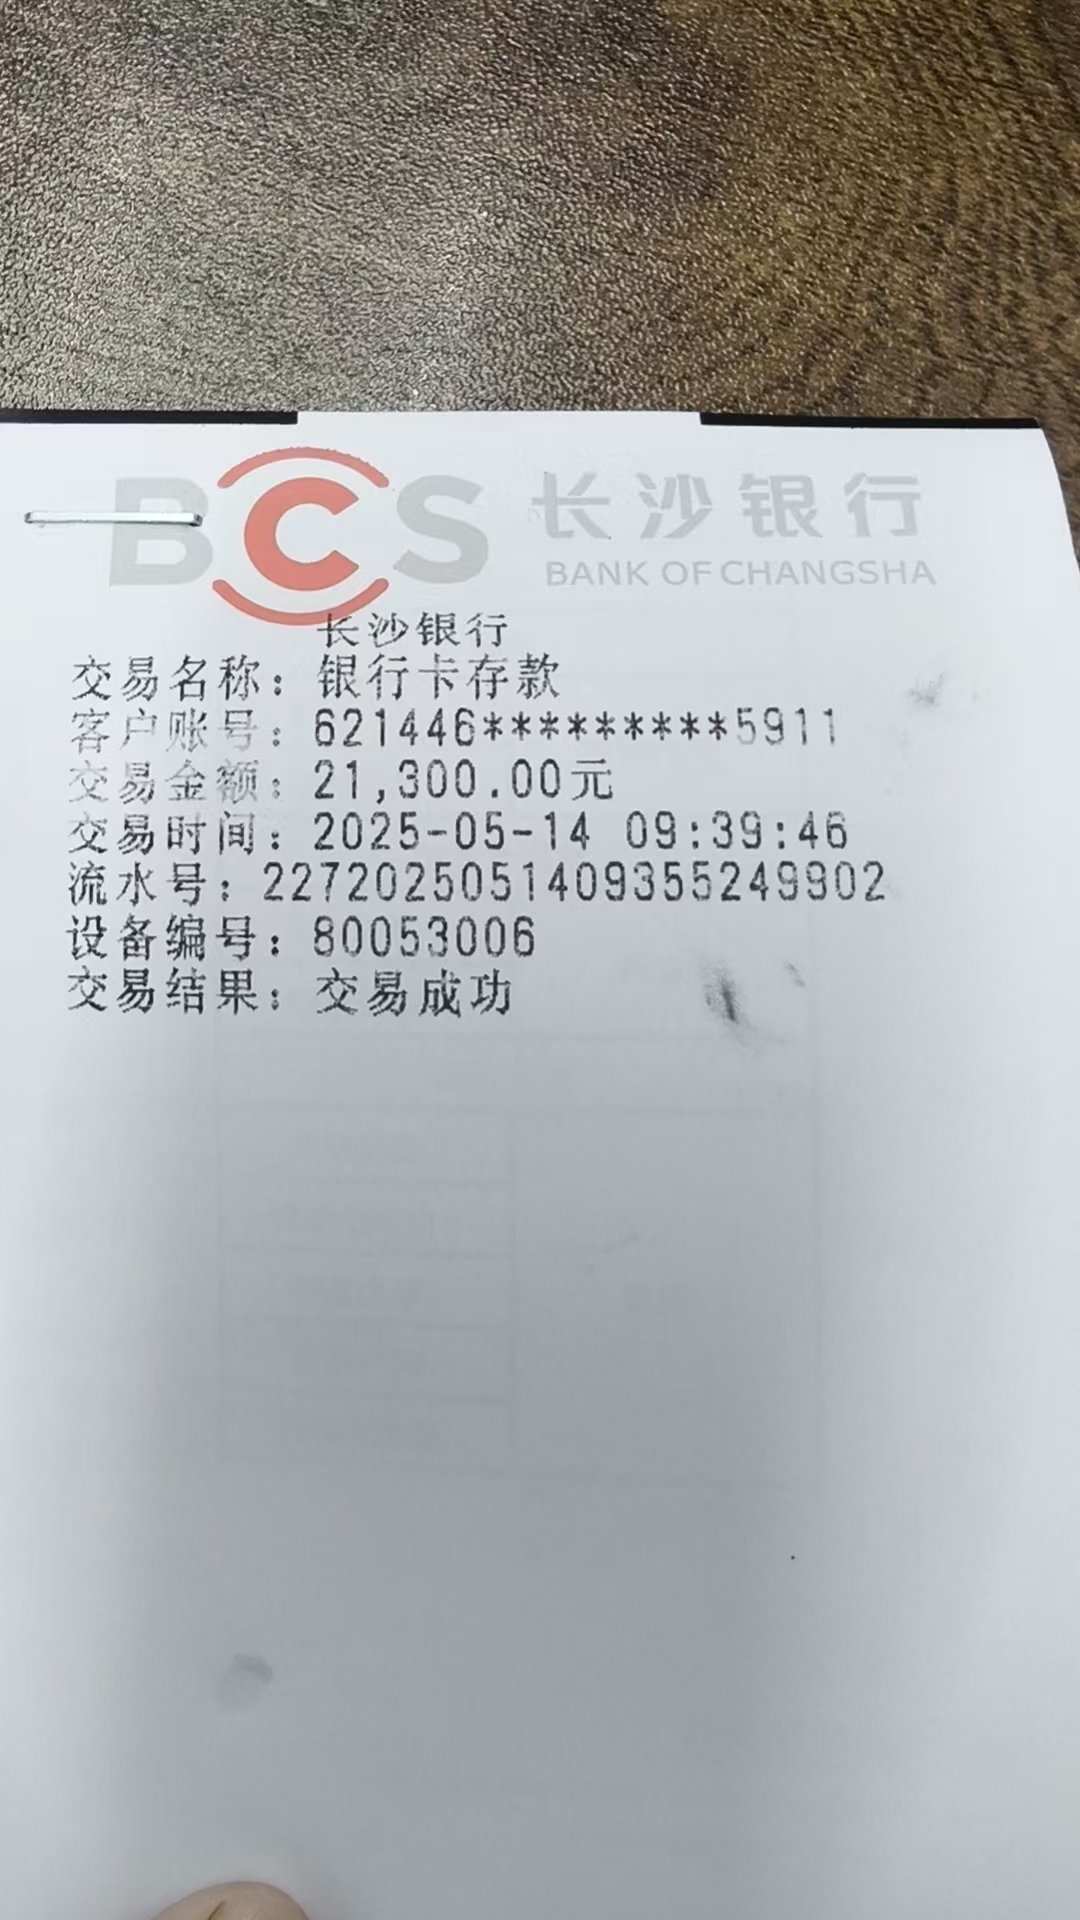 BCS 长沙银行
BANK OF CHANGSHA
长沙银行
交易名称：银行卡存款
客户账号：621446*********5911
交易金额：21,300.00元
交易时间：2025-05-14 09:39:46
流水号：2272025051409355249902
设备编号：80053006
交易结果：交易成功